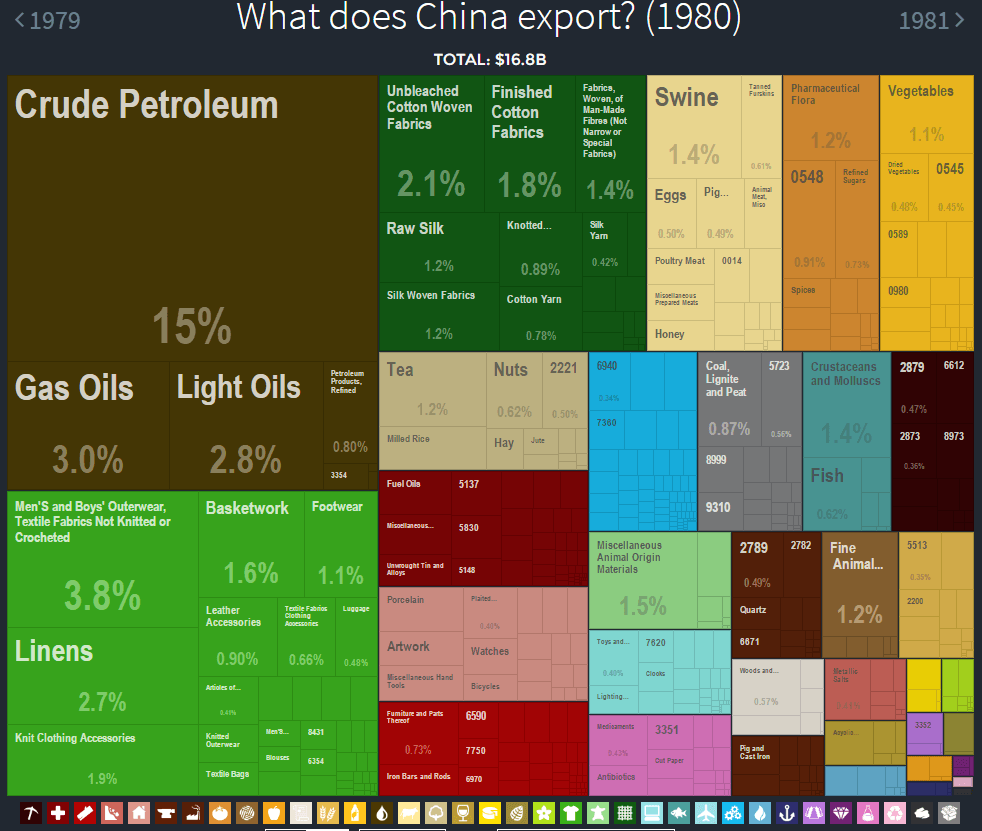 1979
What does China export? (1980)
1981
TOTAL: $16.8B
Crude Petroleum
15%
Gas Oils
3.0%
Light Oils
2.8%
Petroleum
Products,
Refined
0.80%
3354
Men'S and Boys' Outerwear,
Textile Fabrics Not Knitted or
Crocheted
3.8%
Linens
2.7%
Knit Clothing Accessories
1.9%
Basketwork
1.6%
Footwear
1.1%
Leather
Accessories
0.90%
Textile Fabrics
Clothing
Accessories
0.66%
Luggage
0.48%
Articles of...
0.41%
Knitted
Outerwear
Textile Bags
Men'S...
8431
Blouses
6354
Unbleached
Cotton Woven
Fabrics
2.1%
Finished
Cotton
Fabrics
1.8%
Fabrics,
Woven, of
Man-Made
Fibres (Not
Narrow or
Special
Fabrics)
1.4%
Raw Silk
1.2%
Knotted...
0.89%
Silk
Yarn
0.42%
Silk Woven Fabrics
1.2%
Cotton Yarn
0.78%
Swine
1.4%
Tanned
Furskins
0.61%
Eggs
0.50%
Pig...
0.49%
Animal
Meat,
Misc
Poultry Meat
0014
Miscellaneous
Prepared Meats
Honey
Pharmaceutical
Flora
1.2%
0548
0.91%
Refined
Sugars
0.73%
Spices
Vegetables
1.1%
Dried
Vegetables
0.48%
0545
0.45%
0589
0980
Tea
1.2%
Nuts
0.62%
2221
0.50%
Milled Rice
Hay
Jute
6940
0.34%
7360
Coal,
Lignite
and Peat
0.87%
5723
0.56%
8999
9310
Crustaceans
and Molluscs
1.4%
Fish
0.62%
2879
0.47%
6612
2873
0.36%
8973
Fuel Oils
5137
Miscellaneous...
5830
Unwrought Tin and
Alloys
5148
Porcelain
Plaited...
0.40%
Artwork
Watches
Miscellaneous Hand
Tools
Bicycles
Furniture and Parts
Thereof
0.73%
6590
7750
Iron Bars and Rods
6970
Miscellaneous
Animal Origin
Materials
1.5%
Toys and...
0.40%
7620
Clocks
Lighting...
Medicaments
0.42%
3351
Cut Paper
Antibiotics
2789
0.49%
2782
Quartz
6671
Fine
Animal...
1.2%
5513
2200
Woods and...
0.57%
Pig and
Cast Iron
Metallic
Salts
3352